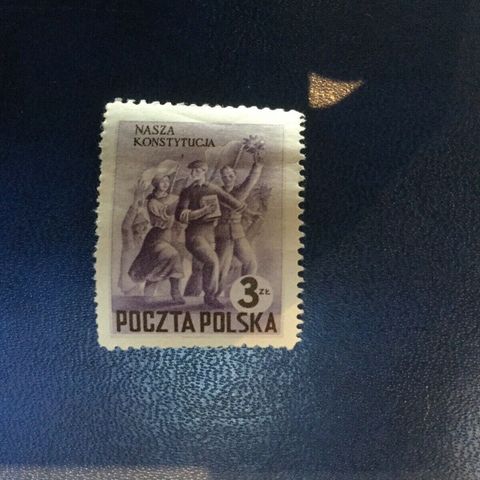 NASZA
KONSTYTUCJA
3 ZŁ
POCZTA POLSKA